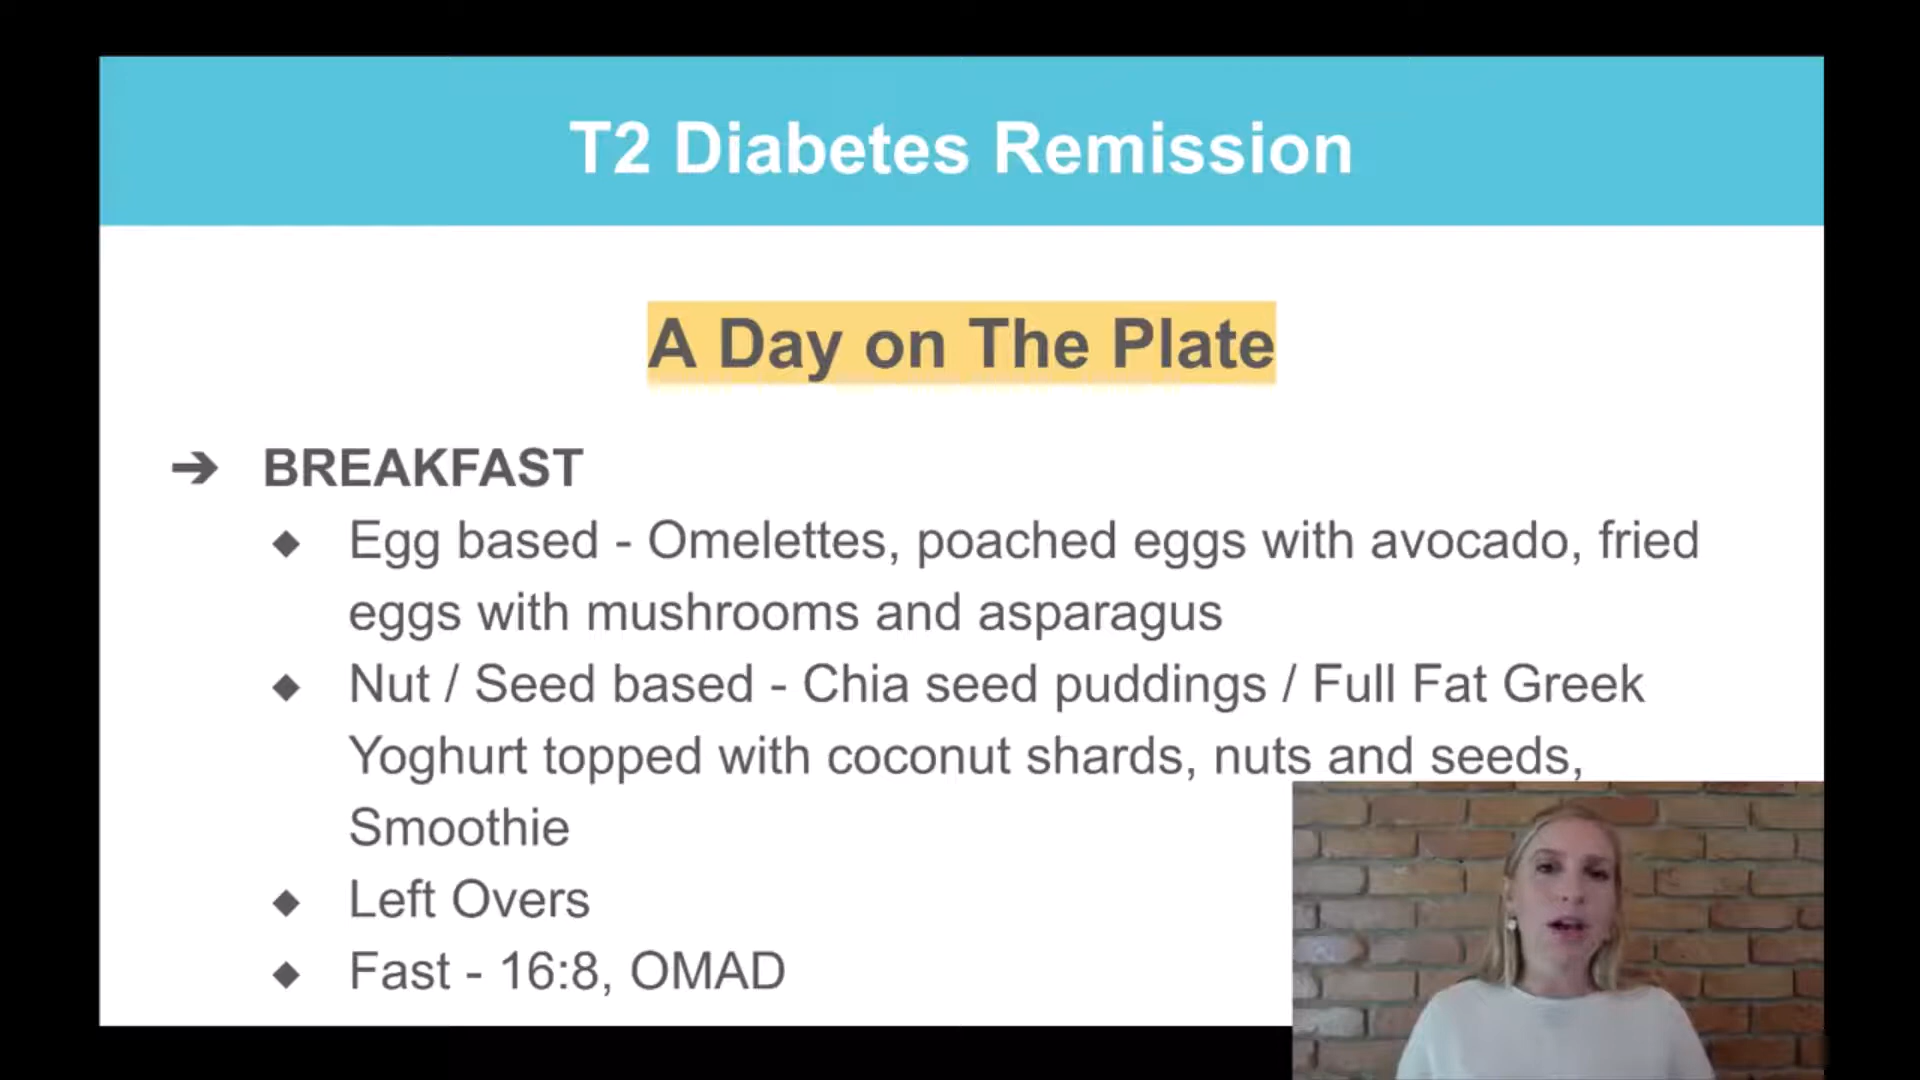 T2 Diabetes Remission
A Day on The Plate
➔ BREAKFAST
◆ Egg based - Omelettes, poached eggs with avocado, fried
eggs with mushrooms and asparagus
◆ Nut / Seed based - Chia seed puddings / Full Fat Greek
Yoghurt topped with coconut shards, nuts and seeds,
Smoothie
◆ Left Overs
◆ Fast - 16:8, OMAD